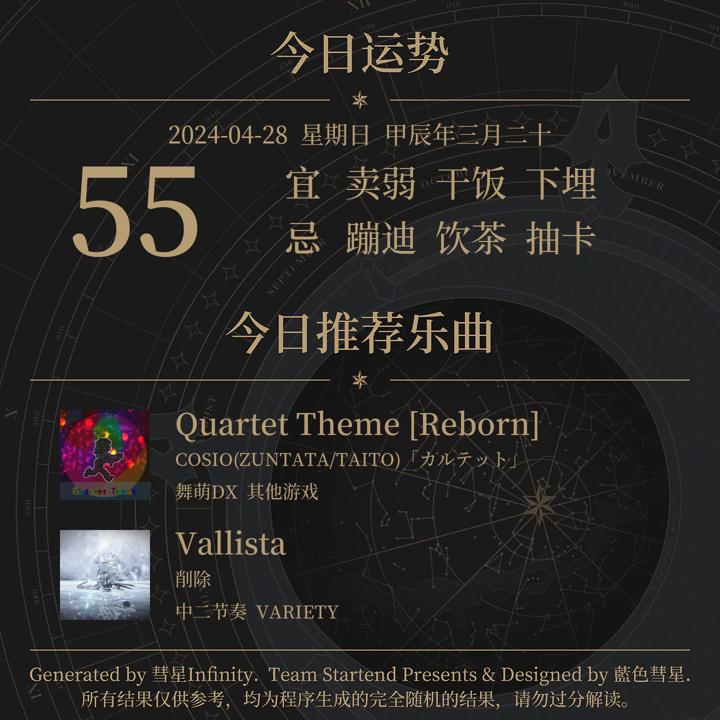 今日运势
2024-04-28 星期日 甲辰年三月二十
55
宜 卖弱 干饭 下埋
忌 蹦迪 饮茶 抽卡
今日推荐乐曲
Quartet Theme [Reborn]
COSIO(ZUNTATA/TAITO)「カルテット」
舞萌DX 其他游戏
Vallista
削除
中二节奏 VARIETY
Generated by 彗星Infinity. Team Startend Presents & Designed by 藍色彗星.
所有结果仅供参考，均为程序生成的完全随机的结果，请勿过分解读。